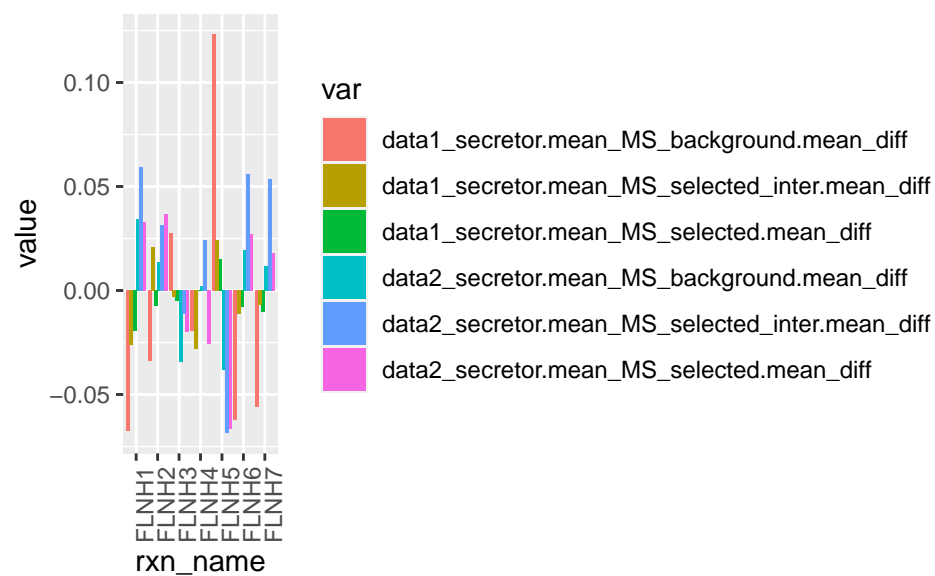 0.10
0.05
0.00
−0.05
value
FLNH1
FLNH2
FLNH3
FLNH4
FLNH5
FLNH6
FLNH7
rxn_name
var
data1_secretor.mean_MS_background.mean_diff
data1_secretor.mean_MS_selected_inter.mean_diff
data1_secretor.mean_MS_selected.mean_diff
data2_secretor.mean_MS_background.mean_diff
data2_secretor.mean_MS_selected_inter.mean_diff
data2_secretor.mean_MS_selected.mean_diff